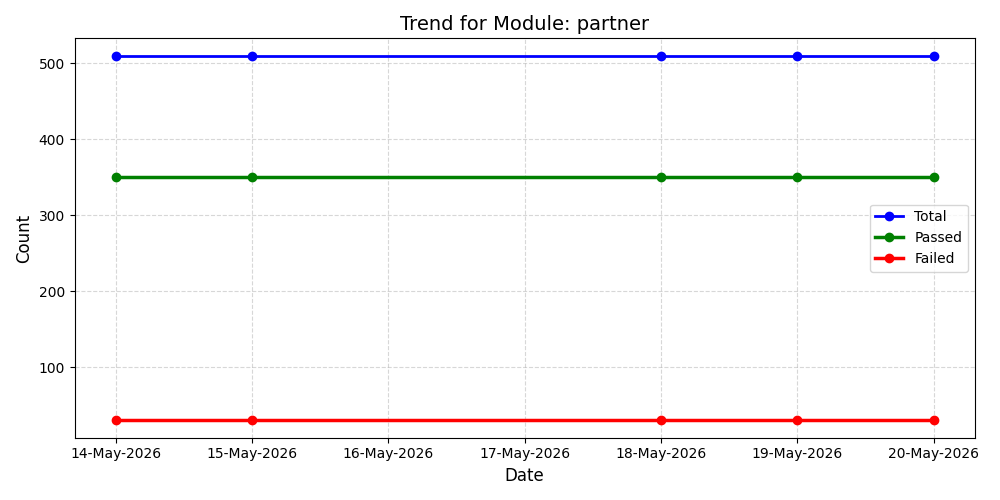 Trend for Module: partner
500
400
300
200
100
Count
Total
Passed
Failed
14-May-2026 15-May-2026 16-May-2026 17-May-2026 18-May-2026 19-May-2026 20-May-2026
Date